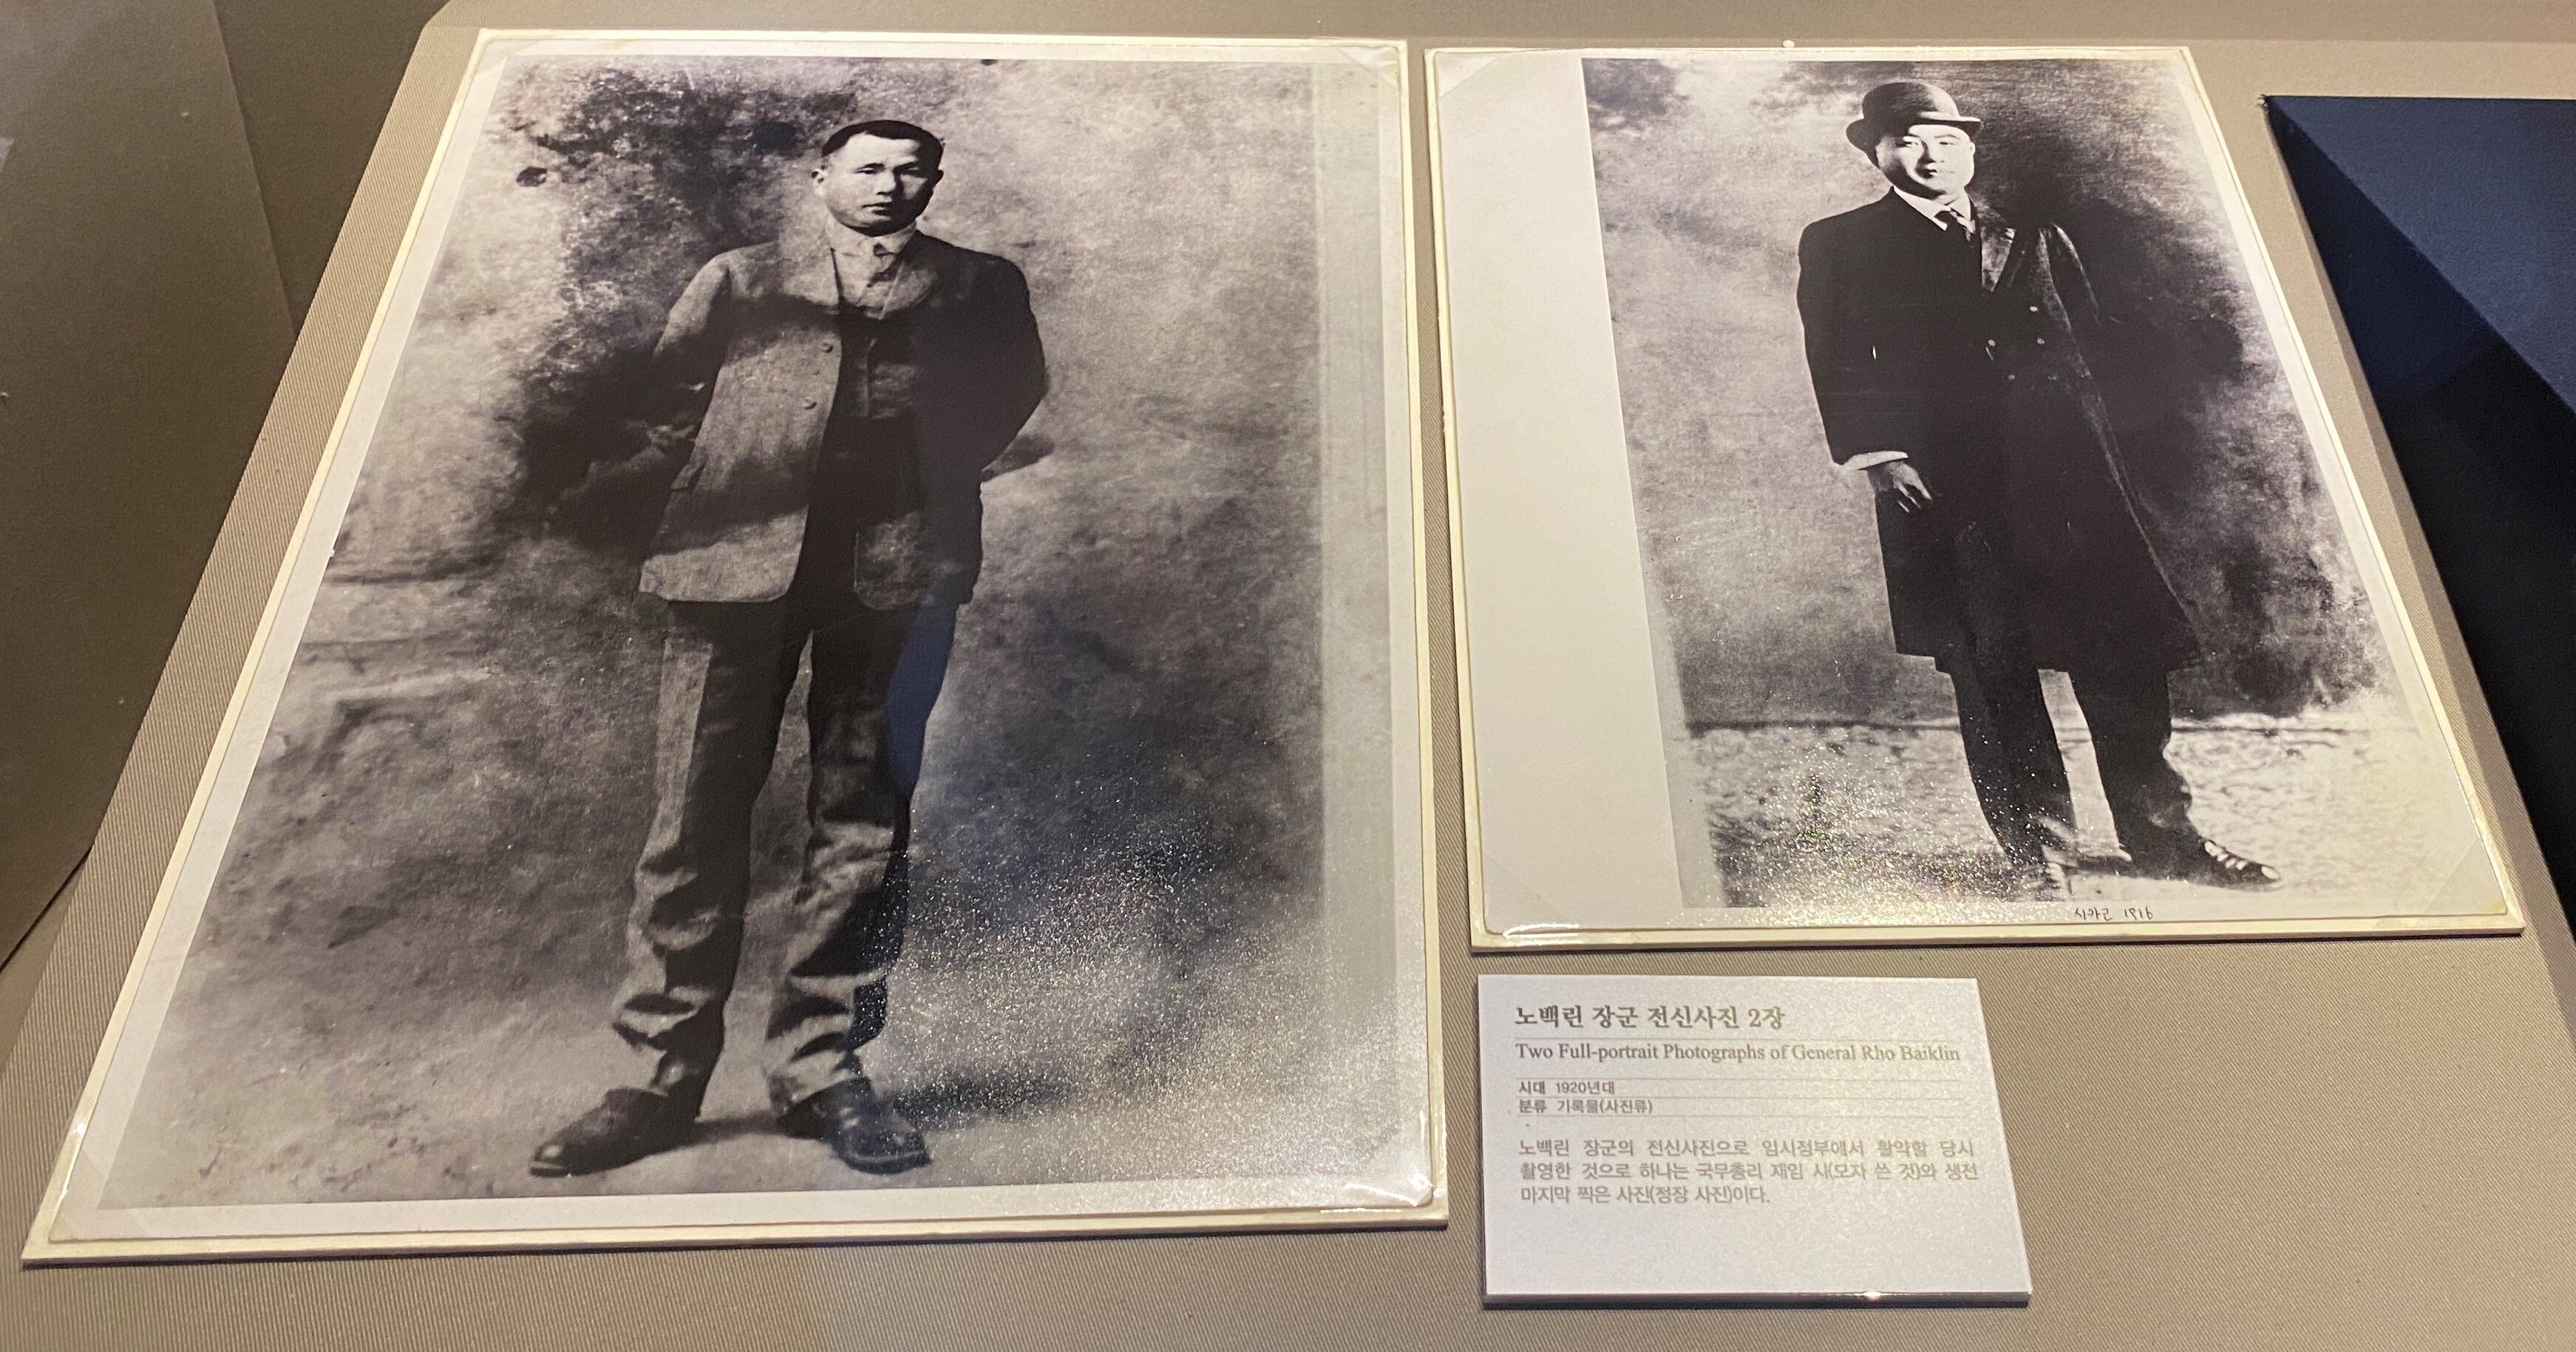 시카고 1916
노백린 장군 전신사진 2장
Two Full-portrait Photographs of General Rho Baiklin
시대 1920년대
분류 기록물(사진류)
노백린 장군의 전신사진으로 임시정부에서 활약할 당시
촬영한 것으로 하나는 국무총리 재임 시(모자 쓴 것)와 생전
마지막 찍은 사진(정장 사진)이다.